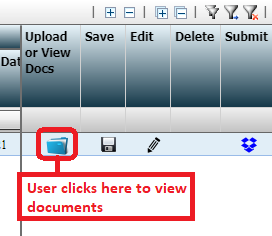 Upload Save Edit Delete Submit
or View
Docs
Dat
1
User clicks here to view
documents